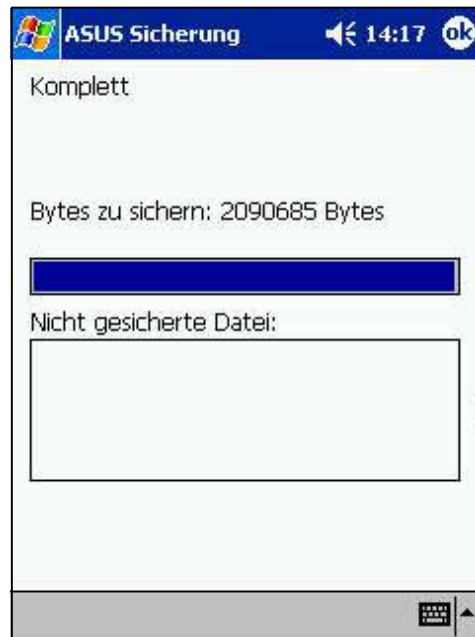 ASUS Sicherung 14:17 ok
Komplett
Bytes zu sichern: 2090685 Bytes
Nicht gesicherte Datei: